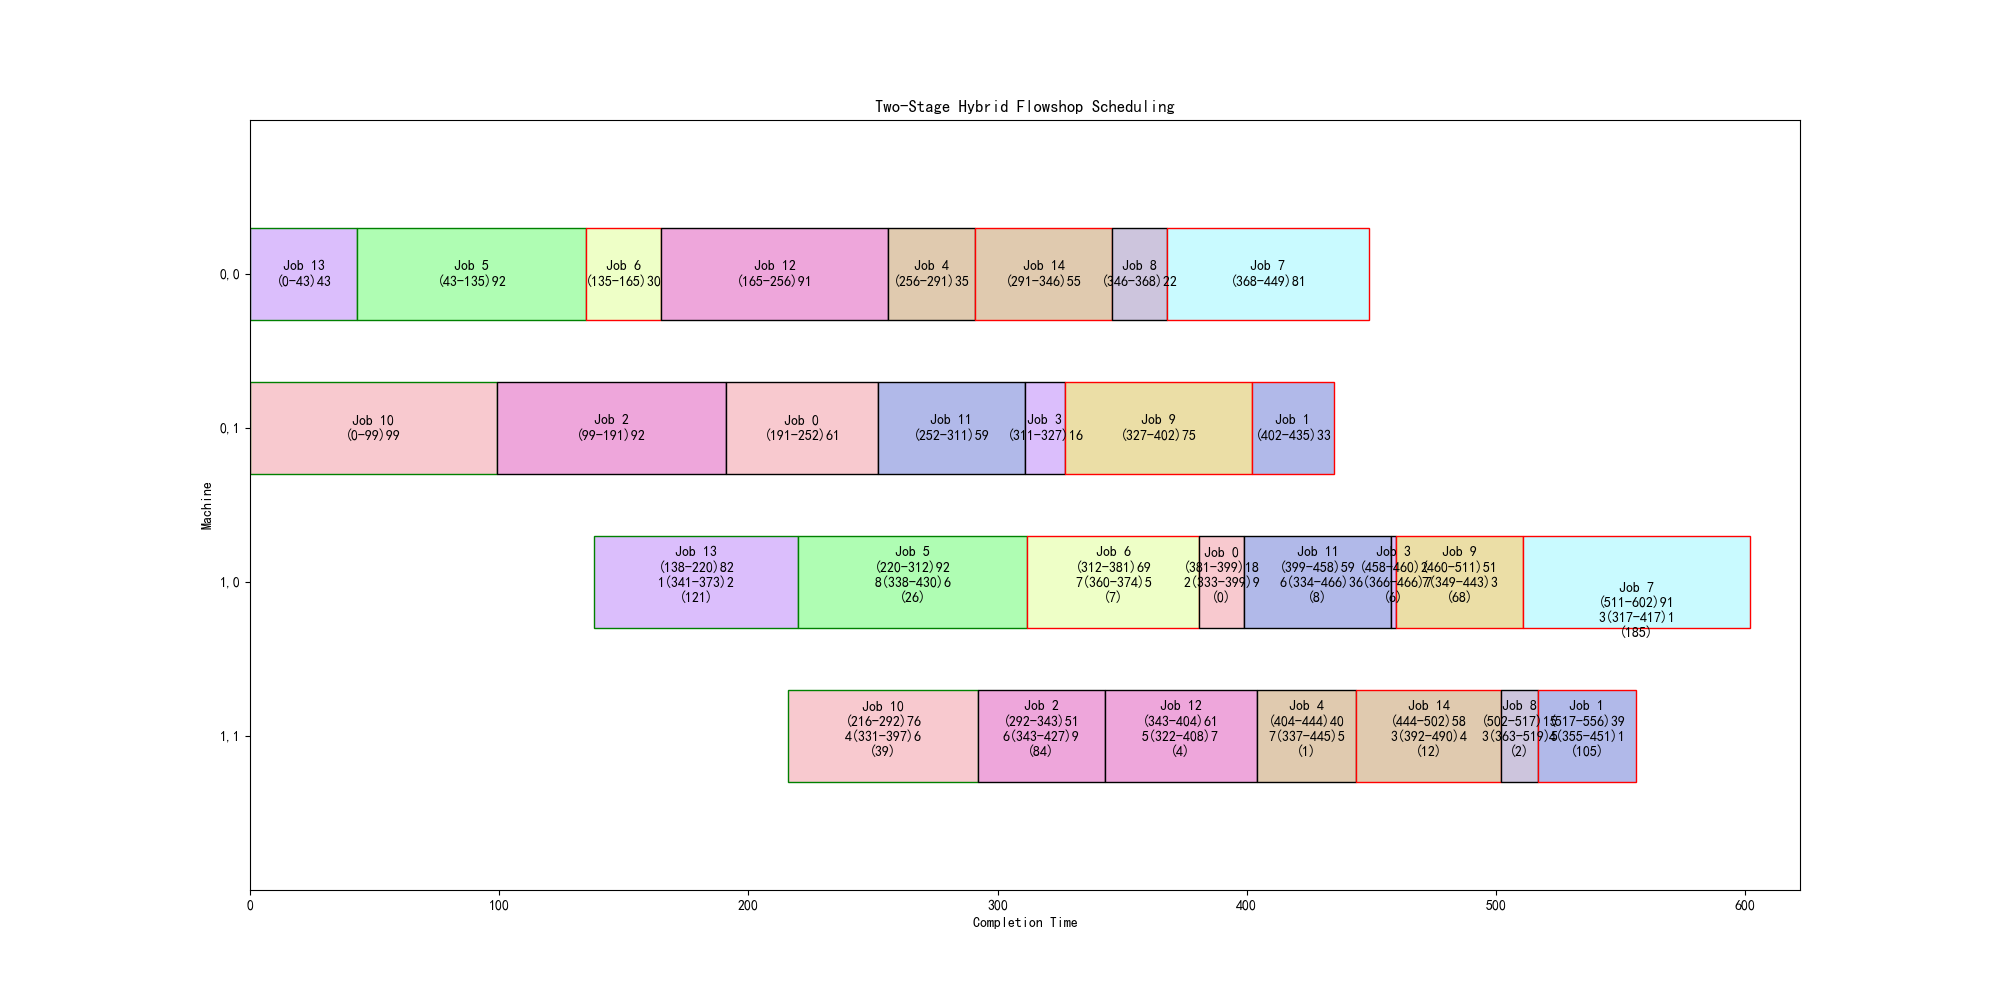 Two-Stage Hybrid Flowshop Scheduling
Machine
0,0
Job 13
(0-43)43
Job 5
(43-135)92
Job 6
(135-165)30
Job 12
(165-256)91
Job 4
(256-291)35
Job 14
(291-346)55
Job 8
(346-368)22
Job 7
(368-449)81
0,1
Job 10
(0-99)99
Job 2
(99-191)92
Job 0
(191-252)61
Job 11
(252-311)59
Job 3
(311-327)16
Job 9
(327-402)75
Job 1
(402-435)33
1,0
Job 13
(138-220)82
1(341-373)2
(121)
Job 5
(220-312)92
8(338-430)6
(26)
Job 6
(312-381)69
7(360-374)5
(7)
Job 0
(381-399)18
2(333-399)9
(0)
Job 11
(399-458)59
6(334-466)3
(8)
Job 3
(458-460)2
6(366-466)7
(6)
Job 9
(460-511)51
7(349-443)3
(68)
Job 7
(511-602)91
3(317-417)1
(185)
1,1
Job 10
(216-292)76
4(331-397)6
(39)
Job 2
(292-343)51
6(343-427)9
(84)
Job 12
(343-404)61
5(322-408)7
(4)
Job 4
(404-444)40
7(337-445)5
(1)
Job 14
(444-502)58
3(392-490)4
(12)
Job 8
(502-517)15
3(363-519)4
(2)
Job 1
(517-556)39
5(355-451)1
(105)
0 100 200 300 400 500 600
Completion Time